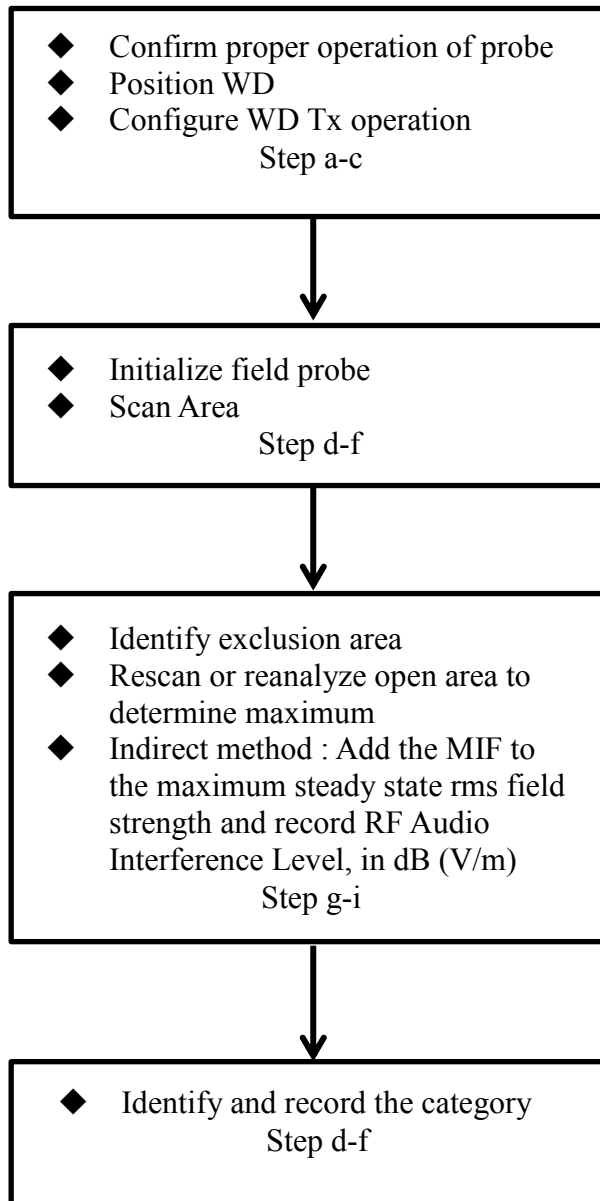 ◆ Confirm proper operation of probe
◆ Position WD
◆ Configure WD Tx operation
Step a-c
◆ Initialize field probe
◆ Scan Area
Step d-f
◆ Identify exclusion area
◆ Rescan or reanalyze open area to
determine maximum
◆ Indirect method : Add the MIF to
the maximum steady state rms field
strength and record RF Audio
Interference Level, in dB (V/m)
Step g-i
◆ Identify and record the category
Step d-f